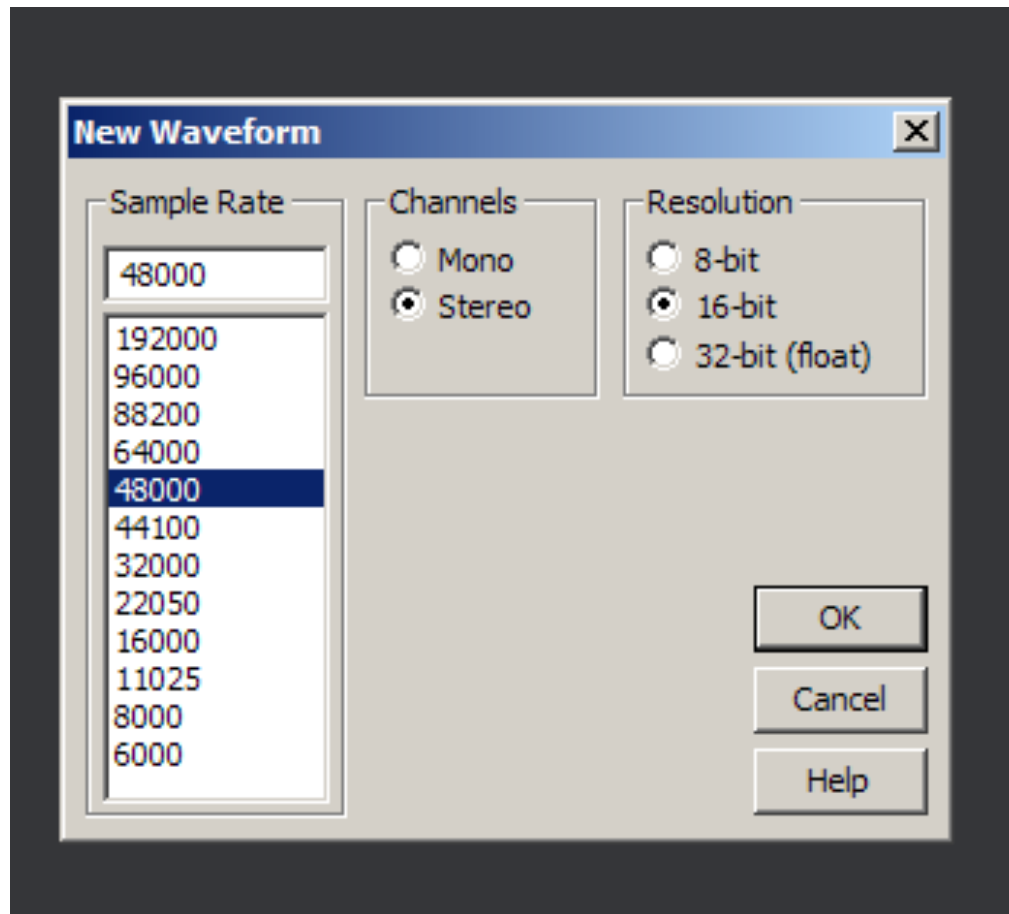 New Waveform
Sample Rate
48000
192000
96000
88200
64000
48000
44100
32000
22050
16000
11025
8000
6000
Channels
Mono
Stereo
Resolution
8-bit
16-bit
32-bit (float)
OK
Cancel
Help